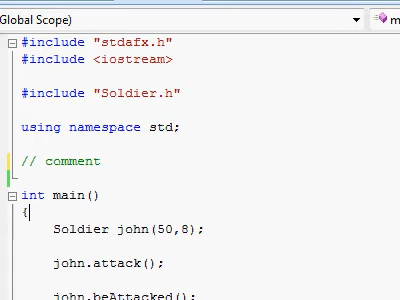 Global Scope)
#include "stdafx.h"
#include <iostream>
#include "Soldier.h"
using namespace std;
// comment
int main()
{
Soldier john(50,8);
john.attack();
john.beAttacked();